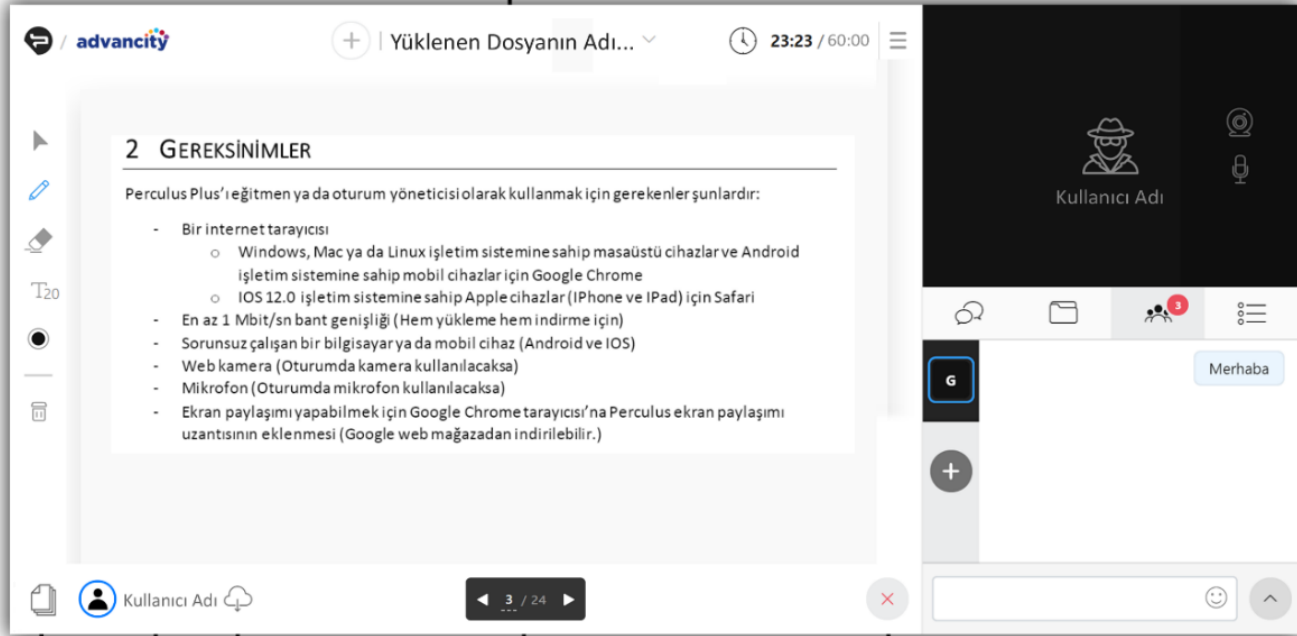 advancity
Yüklenen Dosyanın Adı...
23:23 / 60:00
2 GEREKSİNİMLER
Perculus Plus'ı eğitmen ya da oturum yöneticisi olarak kullanmak için gerekenler şunlardır:
- Bir internet tarayıcısı
o Windows, Mac ya da Linux işletim sistemine sahip masaüstü cihazlar ve Android
işletim sistemine sahip mobil cihazlar için Google Chrome
o IOS 12.0 işletim sistemine sahip Apple cihazlar (IPhone ve IPad) için Safari
- En az 1 Mbit/sn bant genişliği (Hem yükleme hem indirme için)
- Sorunsuz çalışan bir bilgisayar ya da mobil cihaz (Android ve IOS)
- Web kamera (Oturumda kamera kullanılacaksa)
- Mikrofon (Oturumda mikrofon kullanılacaksa)
- Ekran paylaşımı yapabilmek için Google Chrome tarayıcısı'na Perculus ekran paylaşımı
uzantısının eklenmesi (Google web mağazadan indirilebilir.)
T20
Kullanıcı Adı
3 / 24
Kullanıcı Adı
3
G
Merhaba